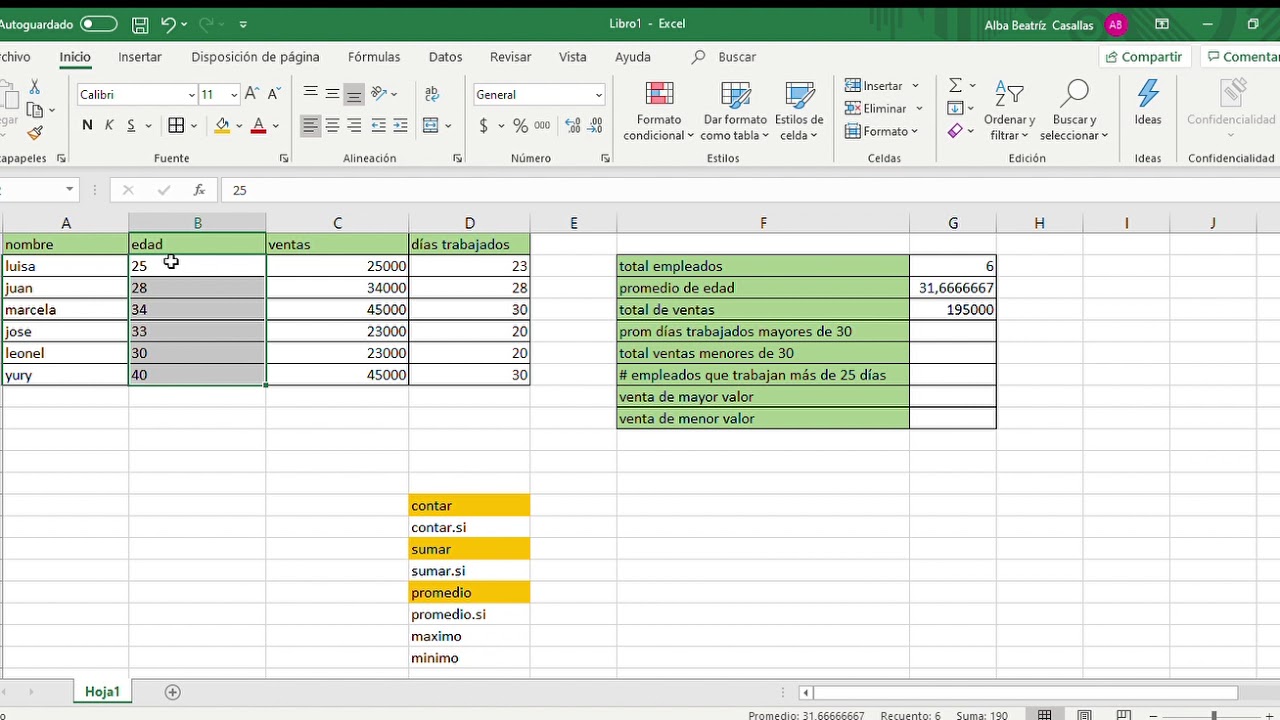 Autoguardado
Libro1 - Excel
Alba Beatríz Casallas AB
rchivo Inicio Insertar Disposición de página Fórmulas Datos Revisar Vista Ayuda Buscar Compartir Comentar
Calibri 11 General Insertar
Eliminar
Formato
N K S $ % 000
Formato condicional Dar formato como tabla Estilos de celda Ordenar y filtrar Buscar y seleccionar Ideas Confidencialidad
tapapeles Fuente Alineación Número Estilos Celdas Edición Ideas Confidencialidad
fx 25
A B C D E F G H I J
nombre edad ventas días trabajados
luisa 25 25000 23 total empleados 6
juan 28 34000 28 promedio de edad 31,6666667
marcela 34 45000 30 total de ventas 195000
jose 33 23000 20 prom días trabajados mayores de 30
leonel 30 23000 20 total ventas menores de 30
yury 40 45000 30 # empleados que trabajan más de 25 días
venta de mayor valor
venta de menor valor
contar
contar.si
sumar
sumar.si
promedio
promedio.si
maximo
minimo
Hoja1
Promedio: 31,66666667 Recuento: 6 Suma: 190